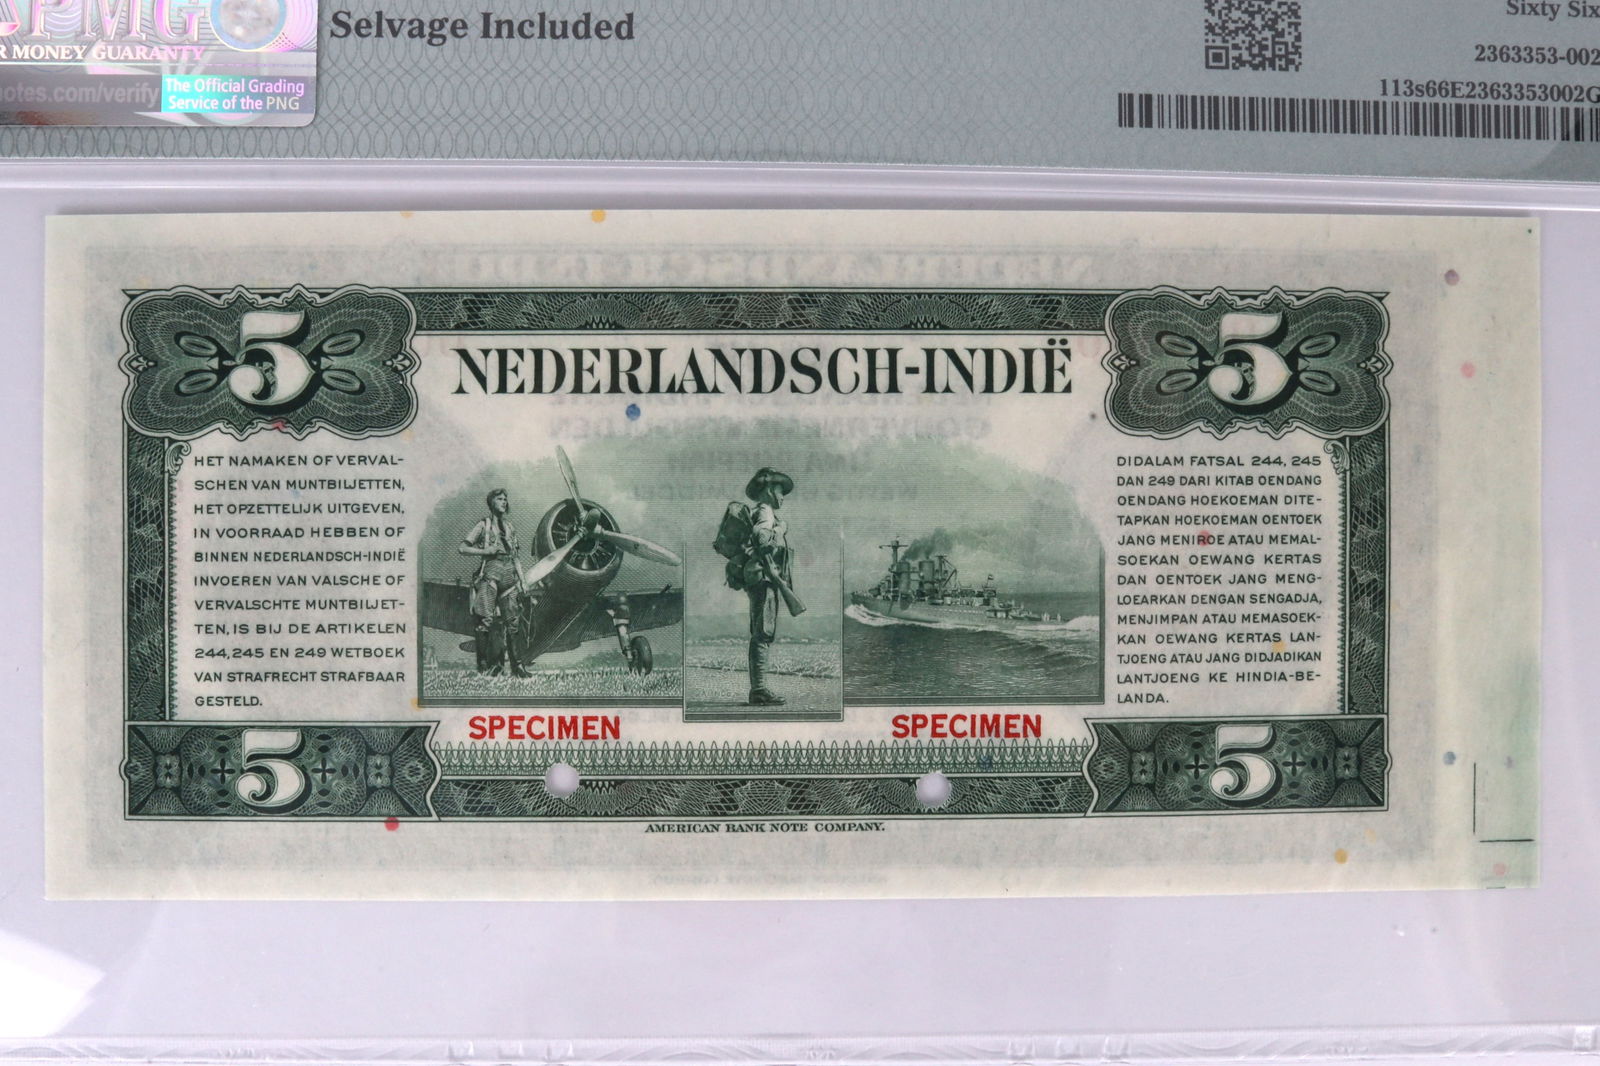 PMG
R MONEY GUARANTY
notes.com/verify
The Official Grading
Service of the PNG
Selvage Included
Sixty Six
2363353-002
113s66E2363353002G
5
5
NEDERLANDSCH-INDIË
HET NAMAKEN OF VERVAL-
SCHEN VAN MUNTBILJETTEN,
HET OPZETTELIJK UITGEVEN,
IN VOORRAAD HEBBEN OF
BINNEN NEDERLANDSCH-INDIË
INVOEREN VAN VALSCHE OF
VERVALSCHTE MUNTBILJET-
TEN, IS BIJ DE ARTIKELEN
244, 245 EN 249 WETBOEK
VAN STRAFRECHT STRAFBAAR
GESTELD.
DIDALAM FATSAL 244, 245
DAN 249 DARI KITAB OENDANG
OENDANG HOEKOEMAN DITE-
TAPKAN HOEKOEMAN OENTOEK
JANG MENIROE ATAU MEMAL-
SOEKAN OEWANG KERTAS
DAN OENTOEK JANG MENG-
LOEARKAN DENGAN SENGADJA,
MENJIMPAN ATAU MEMASOEK-
KAN OEWANG KERTAS LAN-
TJOENG ATAU JANG DIDJADIKAN
LANTJOENG KE HINDIA-BE-
LANDA.
SPECIMEN
SPECIMEN
5
5
AMERICAN BANK NOTE COMPANY.